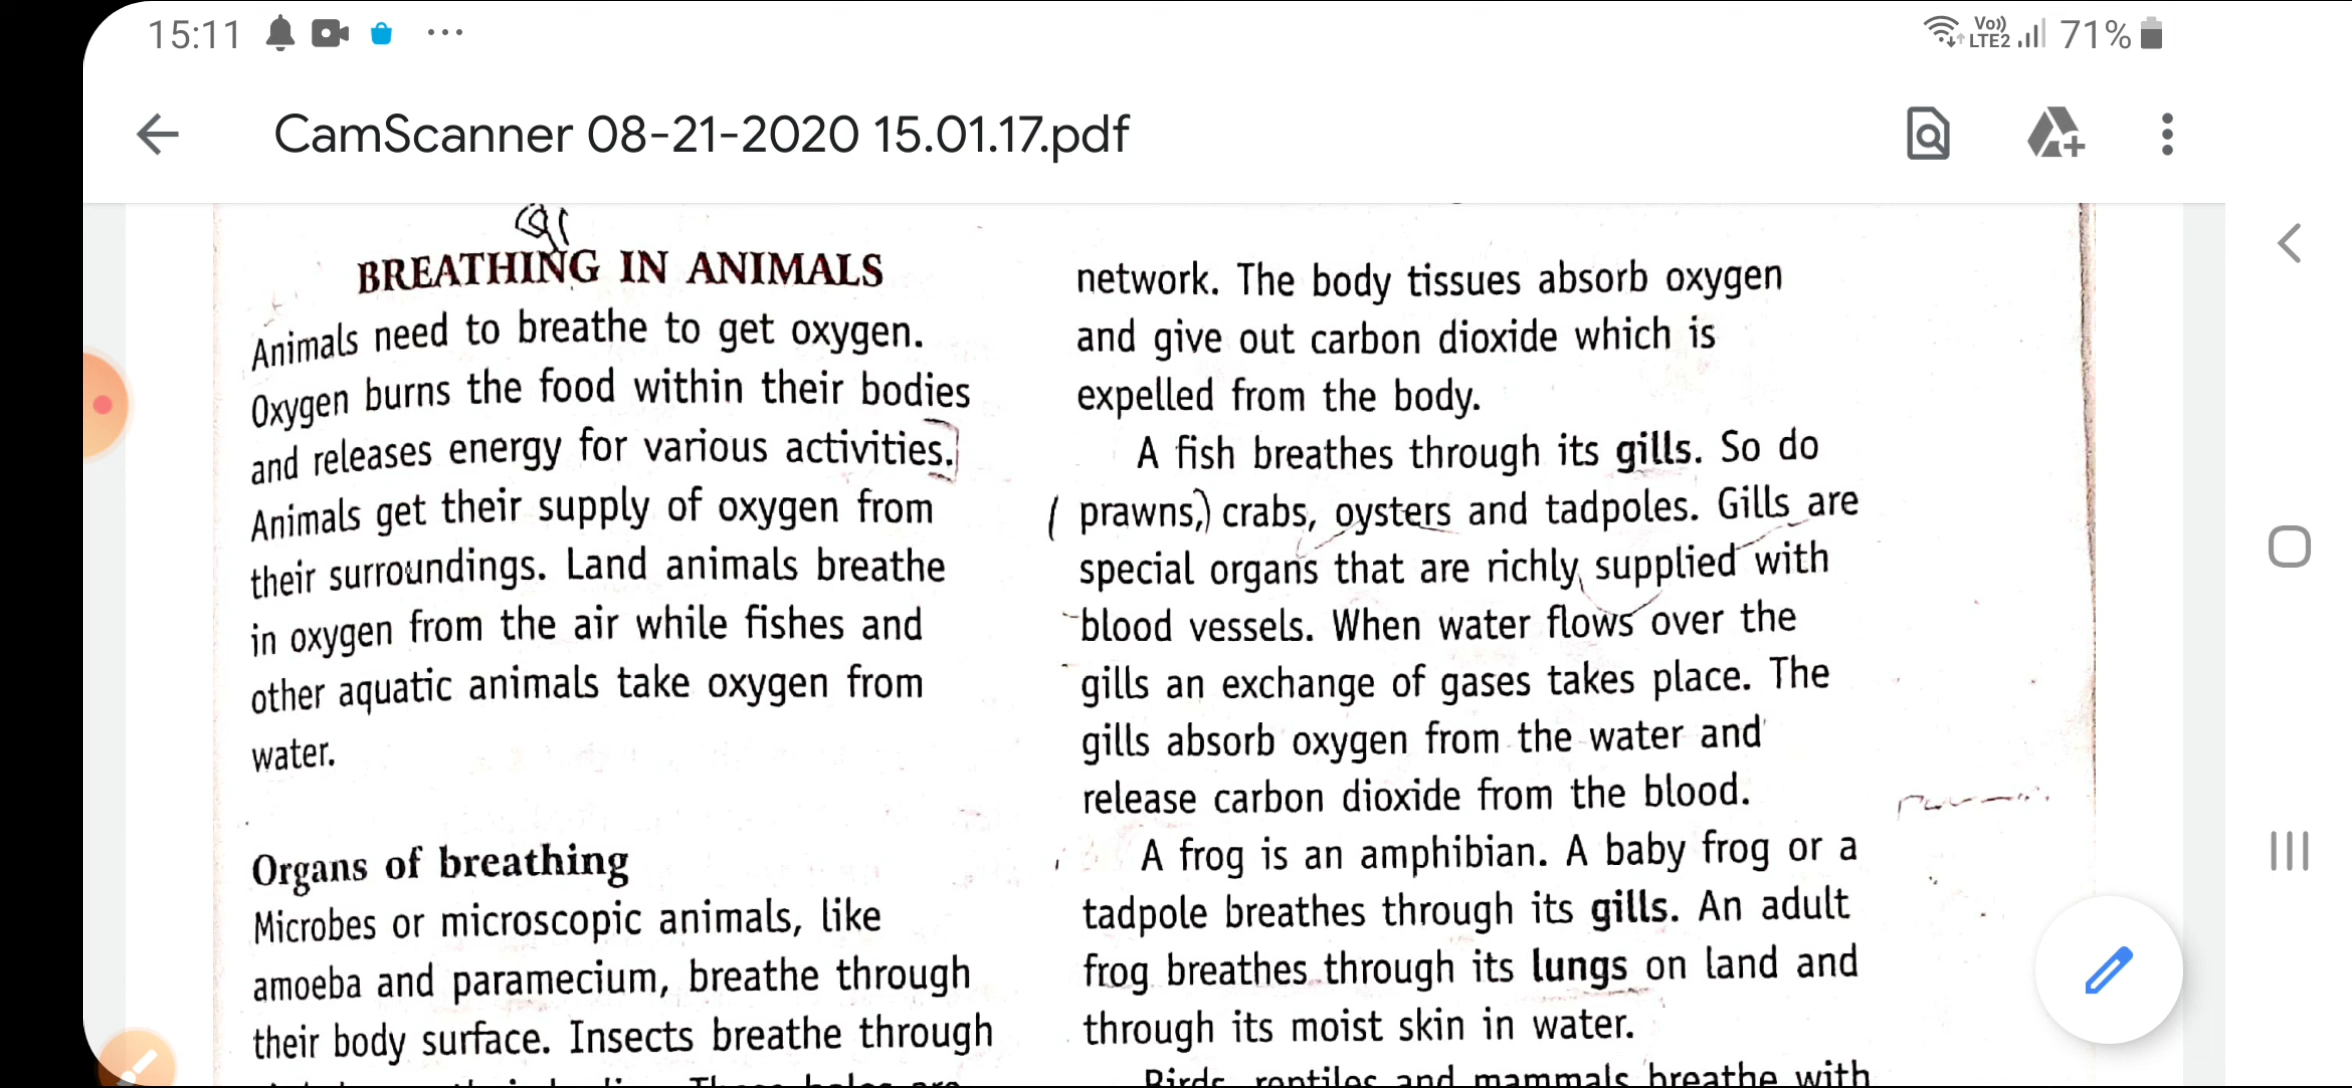 15:11
Vo))
LTE2
71%
CamScanner 08-21-2020 15.01.17.pdf
BREATHING IN ANIMALS
Animals need to breathe to get oxygen.
Oxygen burns the food within their bodies
and releases energy for various activities.
Animals get their supply of oxygen from
their surroundings. Land animals breathe
in oxygen from the air while fishes and
other aquatic animals take oxygen from
water.
Organs of breathing
Microbes or microscopic animals, like
amoeba and paramecium, breathe through
their body surface. Insects breathe through
network. The body tissues absorb oxygen
and give out carbon dioxide which is
expelled from the body.
A fish breathes through its gills. So do
( prawns,) crabs, oysters and tadpoles. Gills are
special organs that are richly supplied with
blood vessels. When water flows over the
gills an exchange of gases takes place. The
gills absorb oxygen from the water and
release carbon dioxide from the blood.
A frog is an amphibian. A baby frog or a
tadpole breathes through its gills. An adult
frog breathes through its lungs on land and
through its moist skin in water.
Birds, reptiles and mammals breathe with